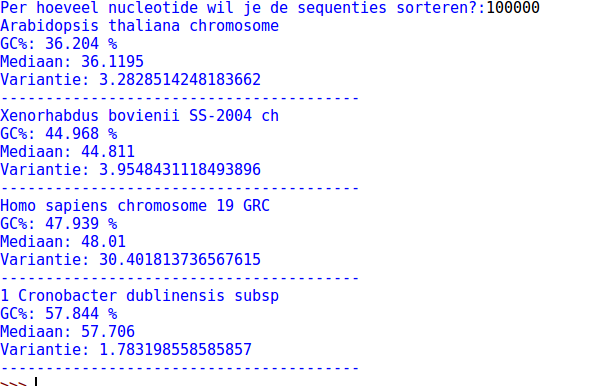 Per hoeveel nucleotide wil je de sequenties sorteren?:100000
Arabidopsis thaliana chromosome
GC%: 36.204 %
Mediaan: 36.1195
Variantie: 3.2828514248183662
----------------------------------------
Xenorhabdus bovienii SS-2004 ch
GC%: 44.968 %
Mediaan: 44.811
Variantie: 3.9548431118493896
----------------------------------------
Homo sapiens chromosome 19 GRC
GC%: 47.939 %
Mediaan: 48.01
Variantie: 30.401813736567615
----------------------------------------
1 Cronobacter dublinensis subsp
GC%: 57.844 %
Mediaan: 57.706
Variantie: 1.783198558585857
----------------------------------------
>>>